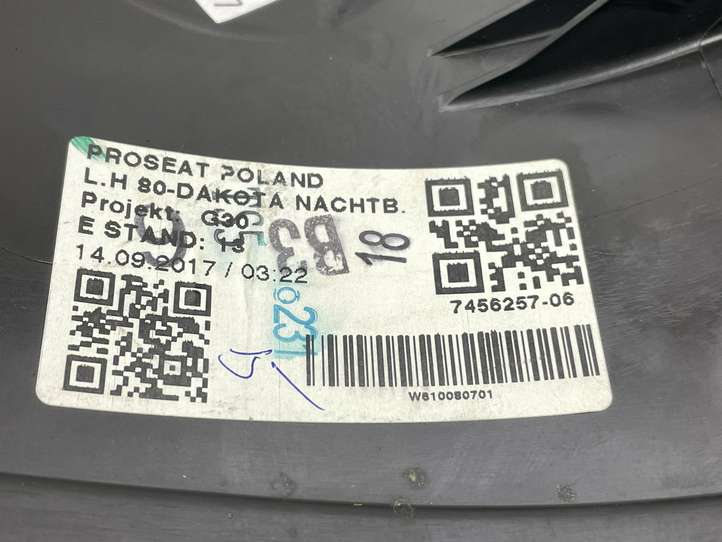 PROSEAT POLAND
L.H 80-DAKOTA NACHTB.
Projekt: G30
E STAND: 13
14.09.2017 / 03:22
B3
18
023
7456257-06
W610080701